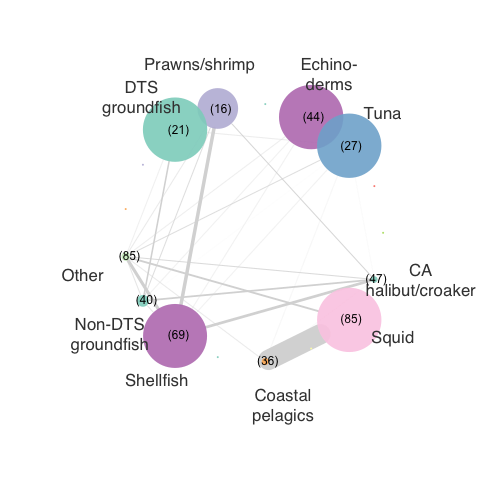 Prawns/shrimp
Echino-
derms
DTS
groundfish
Tuna
(16)
(44)
(21)
(27)
(85)
Other
(47)
CA
halibut/croaker
(40)
Non-DTS
groundfish
(69)
(85)
Squid
(36)
Shellfish
Coastal
pelagics